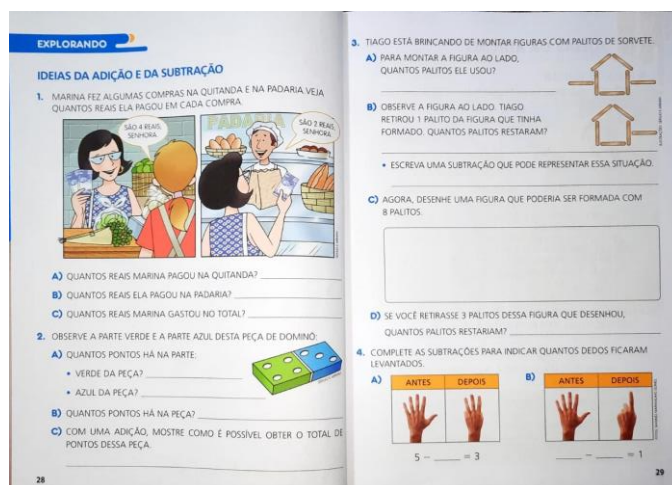 EXPLORANDO
IDEIAS DA ADIÇÃO E DA SUBTRAÇÃO
1. MARINA FEZ ALGUMAS COMPRAS NA QUITANDA E NA PADARIA. VEJA
QUANTOS REAIS ELA PAGOU EM CADA COMPRA.
SÃO 4 REAIS,
SENHORA.
PADARIA
SÃO 2 REAIS,
SENHORA.
A) QUANTOS REAIS MARINA PAGOU NA QUITANDA?
B) QUANTOS REAIS ELA PAGOU NA PADARIA?
C) QUANTOS REAIS MARINA GASTOU NO TOTAL?
2. OBSERVE A PARTE VERDE E A PARTE AZUL DESTA PEÇA DE DOMINÓ:
A) QUANTOS PONTOS HÁ NA PARTE:
• VERDE DA PEÇA?
• AZUL DA PEÇA?
B) QUANTOS PONTOS HÁ NA PEÇA?
C) COM UMA ADIÇÃO, MOSTRE COMO É POSSÍVEL OBTER O TOTAL DE
PONTOS DESSA PEÇA.
28
3. TIAGO ESTÁ BRINCANDO DE MONTAR FIGURAS COM PALITOS DE SORVETE.
A) PARA MONTAR A FIGURA AO LADO,
QUANTOS PALITOS ELE USOU?
B) OBSERVE A FIGURA AO LADO. TIAGO
RETIROU 1 PALITO DA FIGURA QUE TINHA
FORMADO. QUANTOS PALITOS RESTARAM?
• ESCREVA UMA SUBTRAÇÃO QUE PODE REPRESENTAR ESSA SITUAÇÃO.
C) AGORA, DESENHE UMA FIGURA QUE PODERIA SER FORMADA COM
8 PALITOS.
D) SE VOCÊ RETIRASSE 3 PALITOS DESSA FIGURA QUE DESENHOU,
QUANTOS PALITOS RESTARIAM?
4. COMPLETE AS SUBTRAÇÕES PARA INDICAR QUANTOS DEDOS FICARAM
LEVANTADOS.
A) ANTES DEPOIS
B) ANTES DEPOIS
5 – ____ = 3
____ – ____ = 1
29